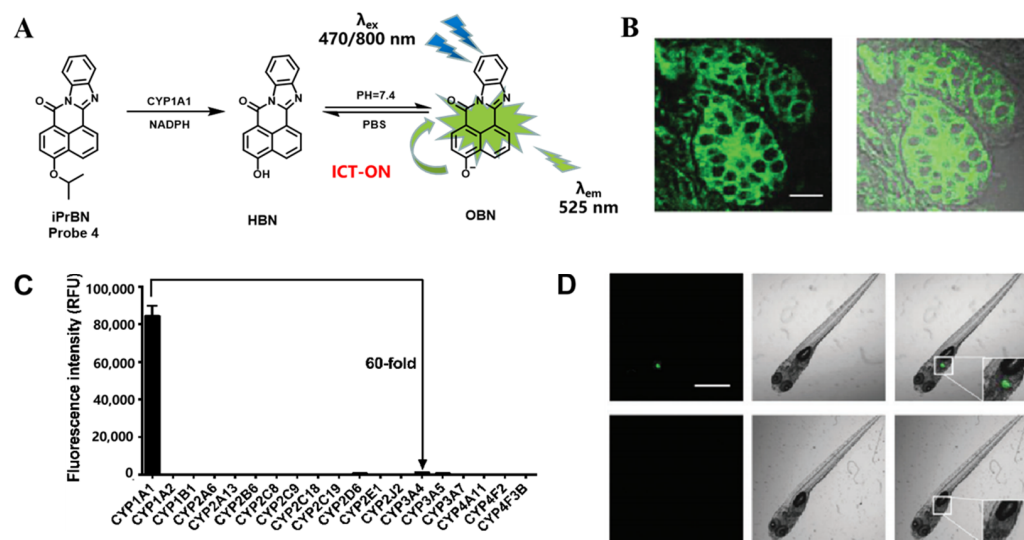 A
λex
470/800 nm
N
N
O
O
iPrBN
Probe 4
CYP1A1
NADPH
N
N
O
OH
HBN
PH=7.4
PBS
ICT-ON
N
N
O
O⁻
OBN
λem
525 nm
B
C
Fluorescence intensity (RFU)
100,000
80,000
60,000
40,000
20,000
0
60-fold
CYP1A1
CYP1A2
CYP1B1
CYP2A6
CYP2A13
CYP3B6
CYP2C8
CYP2C9
CYP2C18
CYP2C19
CYP2D6
CYP2E1
CYP2J2
CYP3A4
CYP3A5
CYP3A7
CYP4A11
CYP4F2
CYP4F3B
D